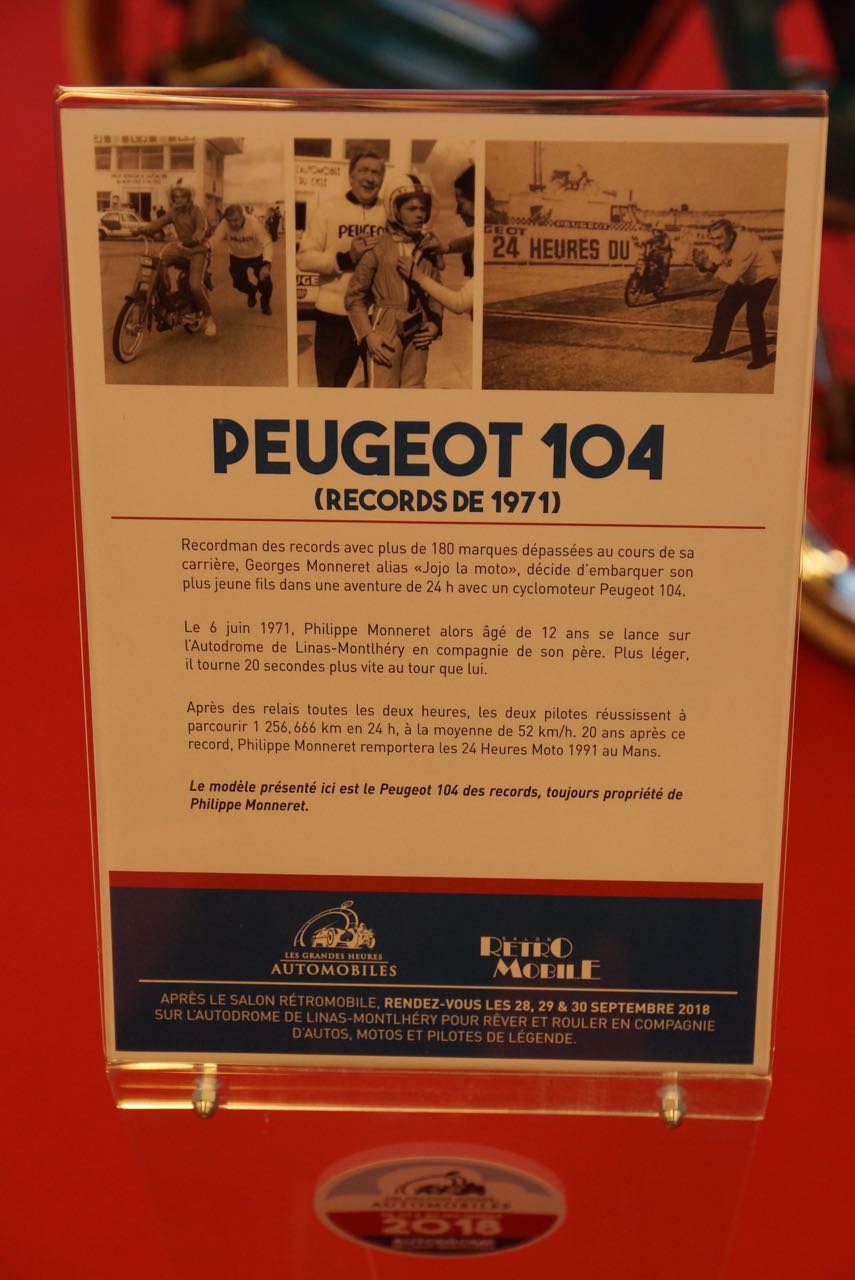 L'AUTOMOBILE
DU CYCLE
PEUGEOT
GEOT
PEUGEOT
24 HEURES DU
PEUGEOT 104
(RECORDS DE 1971)
Recordman des records avec plus de 180 marques dépassées au cours de sa
carrière, Georges Monneret alias «Jojo la moto», décide d'embarquer son
plus jeune fils dans une aventure de 24 h avec un cyclomoteur Peugeot 104.
Le 6 juin 1971, Philippe Monneret alors âgé de 12 ans se lance sur
l'Autodrome de Linas-Montlhéry en compagnie de son père. Plus léger,
il tourne 20 secondes plus vite au tour que lui.
Après des relais toutes les deux heures, les deux pilotes réussissent à
parcourir 1 256,666 km en 24 h, à la moyenne de 52 km/h. 20 ans après ce
record, Philippe Monneret remportera les 24 Heures Moto 1991 au Mans.
Le modèle présenté ici est le Peugeot 104 des records, toujours propriété de
Philippe Monneret.
LES GRANDES HEURES
AUTOMOBILES
SALON
RETRO
MOBILE
APRÈS LE SALON RÉTROMOBILE, RENDEZ-VOUS LES 28, 29 & 30 SEPTEMBRE 2018
SUR L'AUTODROME DE LINAS-MONTLHÉRY POUR RÊVER ET ROULER EN COMPAGNIE
D'AUTOS, MOTOS ET PILOTES DE LÉGENDE.
AUTOMOBILES
2018
AUTODROME